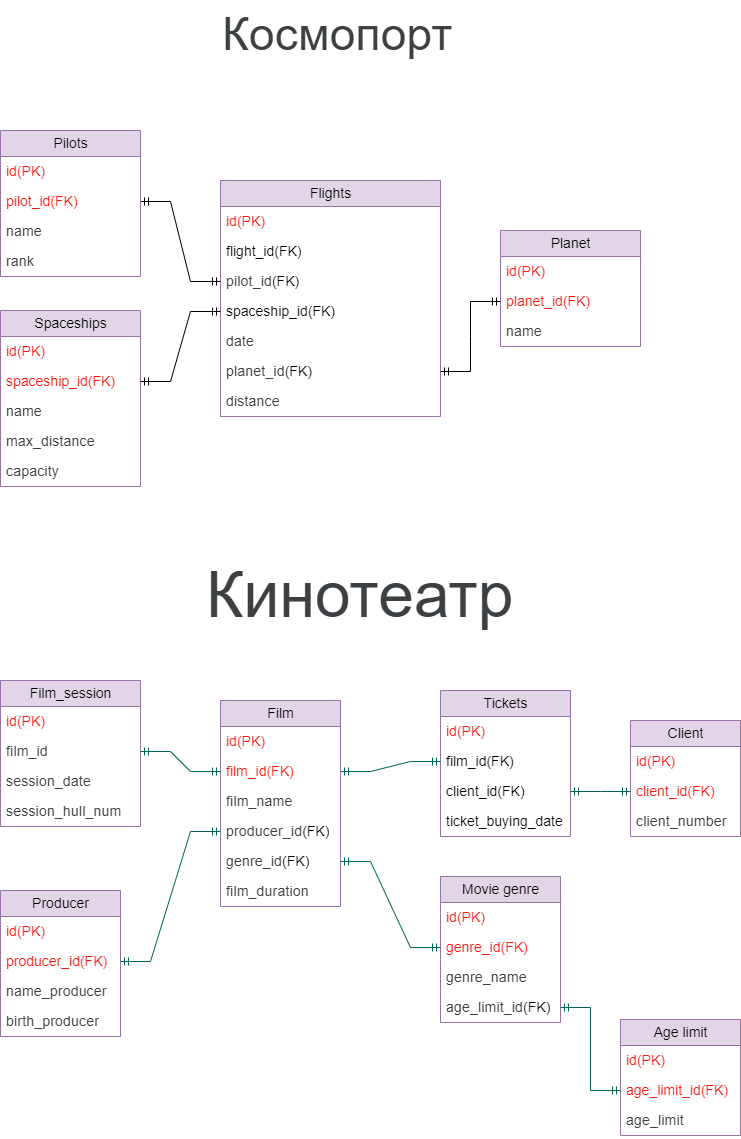 Космопорт
Pilots
id(PK)
pilot_id(FK)
name
rank
Spaceships
id(PK)
spaceship_id(FK)
name
max_distance
capacity
Flights
id(PK)
flight_id(FK)
pilot_id(FK)
spaceship_id(FK)
date
planet_id(FK)
distance
Planet
id(PK)
planet_id(FK)
name
Кинотеатр
Film_session
id(PK)
film_id
session_date
session_hull_num
Producer
id(PK)
producer_id(FK)
name_producer
birth_producer
Film
id(PK)
film_id(FK)
film_name
producer_id(FK)
genre_id(FK)
film_duration
Tickets
id(PK)
film_id(FK)
client_id(FK)
ticket_buying_date
Client
id(PK)
client_id(FK)
client_number
Movie genre
id(PK)
genre_id(FK)
genre_name
age_limit_id(FK)
Age limit
id(PK)
age_limit_id(FK)
age_limit